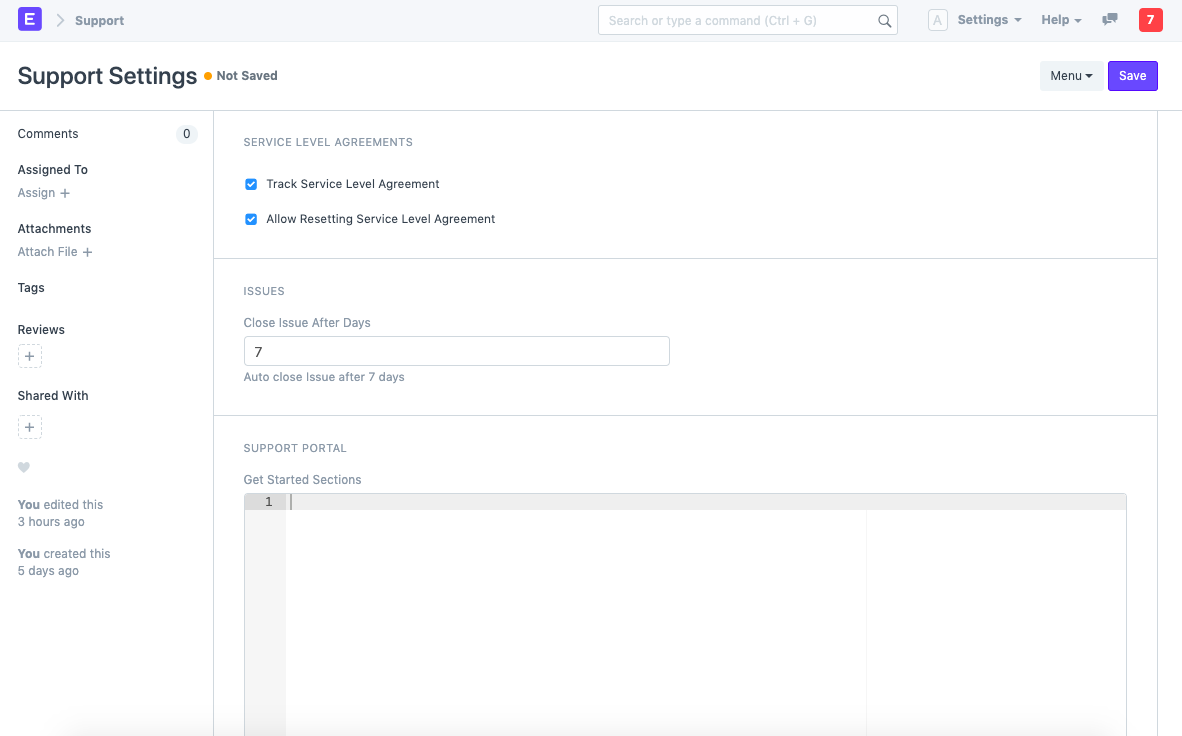 E Support Search or type a command (Ctrl + G) A Settings Help 7
Support Settings Not Saved Menu Save
Comments 0
Assigned To
Assign +
Attachments
Attach File +
Tags
Reviews
+
Shared With
+
You edited this
3 hours ago
You created this
5 days ago
SERVICE LEVEL AGREEMENTS
Track Service Level Agreement
Allow Resetting Service Level Agreement
ISSUES
Close Issue After Days
7
Auto close Issue after 7 days
SUPPORT PORTAL
Get Started Sections
1